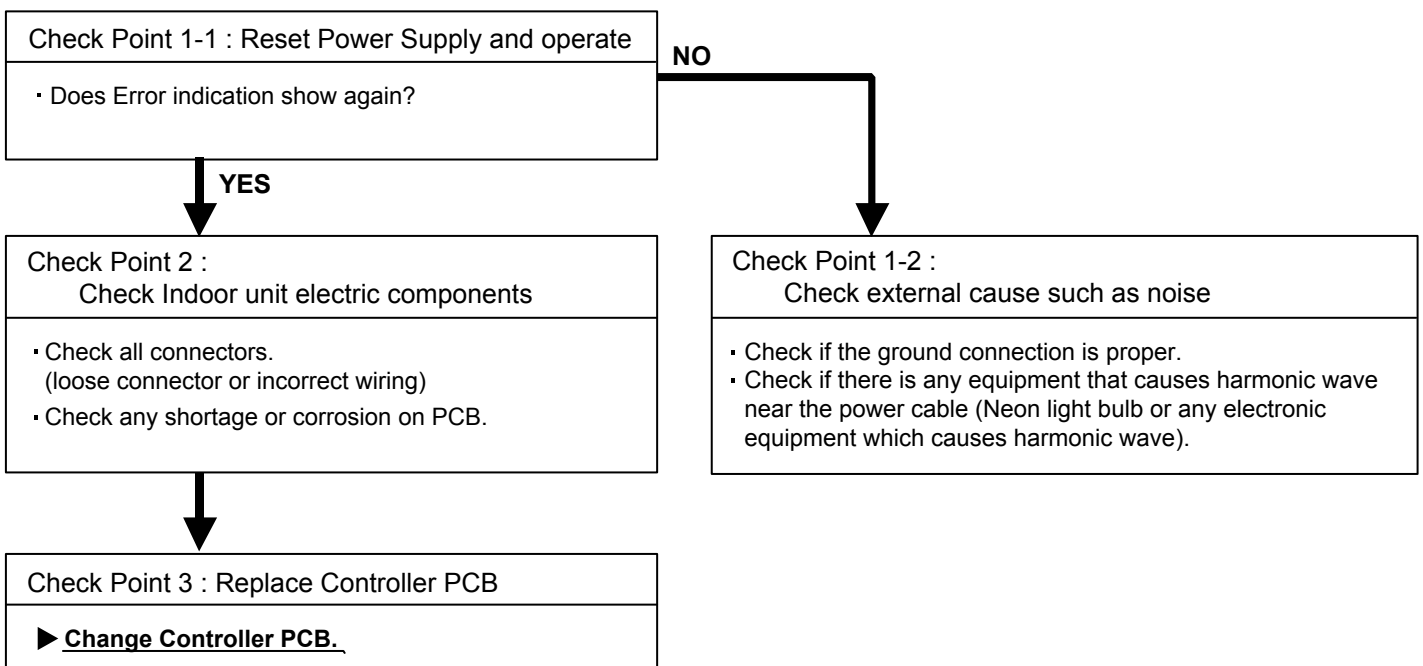 Check Point 1-1 : Reset Power Supply and operate
▪ Does Error indication show again?
NO
YES
Check Point 2 :
Check Indoor unit electric components
▪ Check all connectors.
(loose connector or incorrect wiring)
▪ Check any shortage or corrosion on PCB.
Check Point 1-2 :
Check external cause such as noise
▪ Check if the ground connection is proper.
▪ Check if there is any equipment that causes harmonic wave
near the power cable (Neon light bulb or any electronic
equipment which causes harmonic wave).
Check Point 3 : Replace Controller PCB
▶ Change Controller PCB.